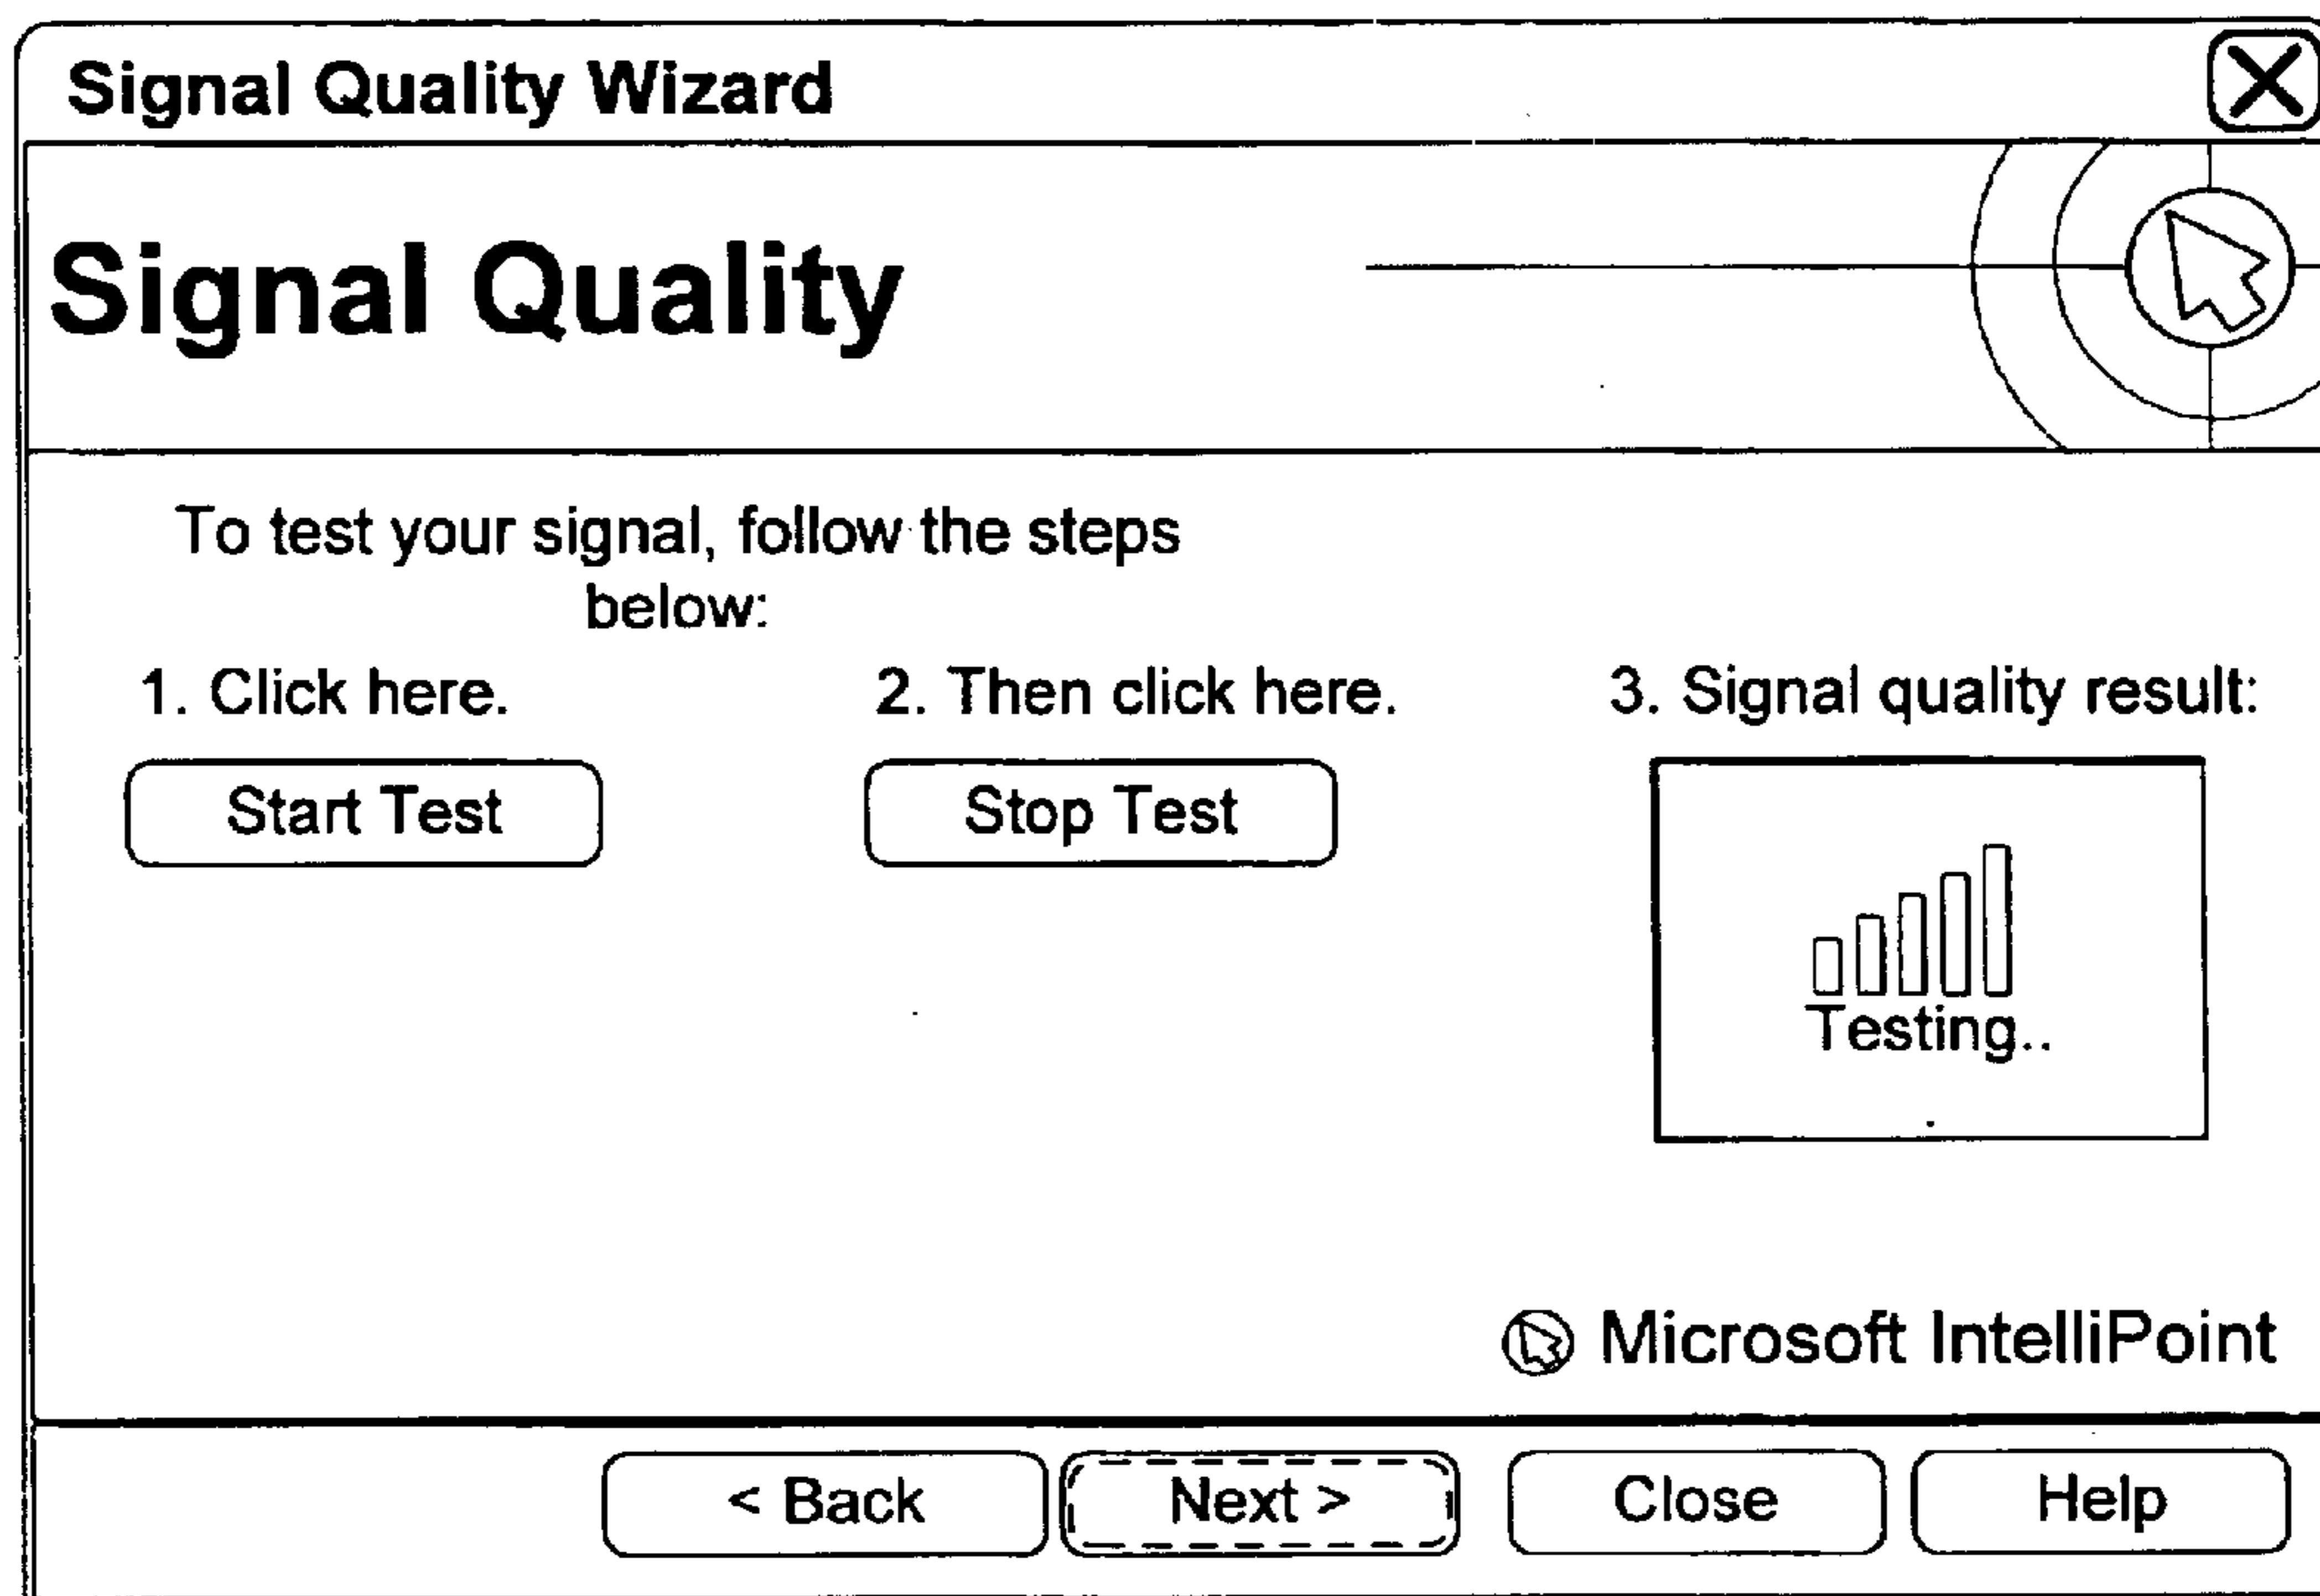 Signal Quality Wizard
Signal Quality
To test your signal, follow the steps
below:
1. Click here.
2. Then click here.
3. Signal quality result:
Start Test
Stop Test
Testing..
Microsoft IntelliPoint
< Back
Next >
Close
Help